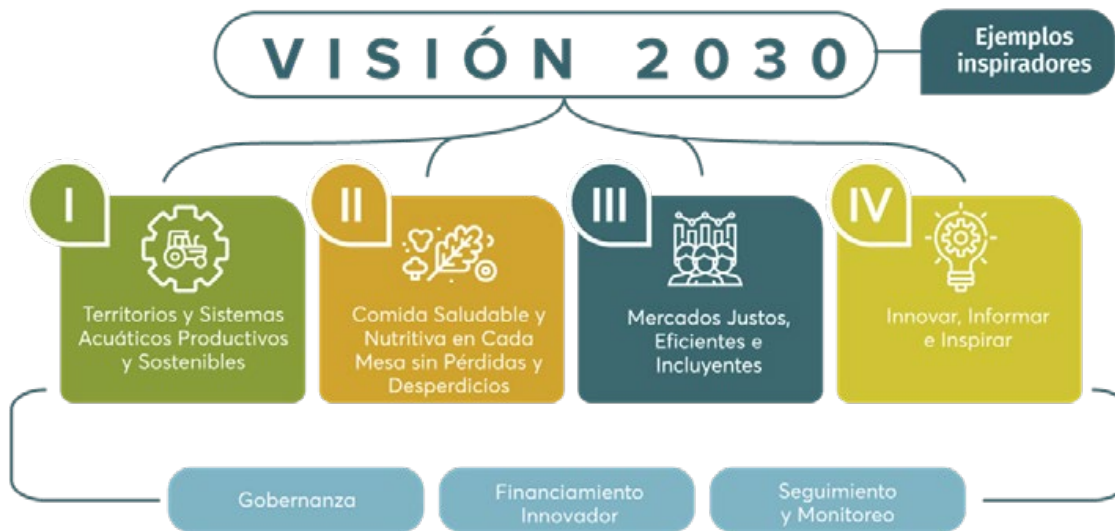 VISIÓN 2030
Ejemplos
inspiradores
I
Territorios y Sistemas
Acuáticos Productivos
y Sostenibles
II
Comida Saludable y
Nutritiva en Cada
Mesa sin Pérdidas y
Desperdicios
III
Mercados Justos,
Eficientes e
Incluyentes
IV
Innovar, Informar
e Inspirar
Gobernanza
Financiamiento
Innovador
Seguimiento
y Monitoreo